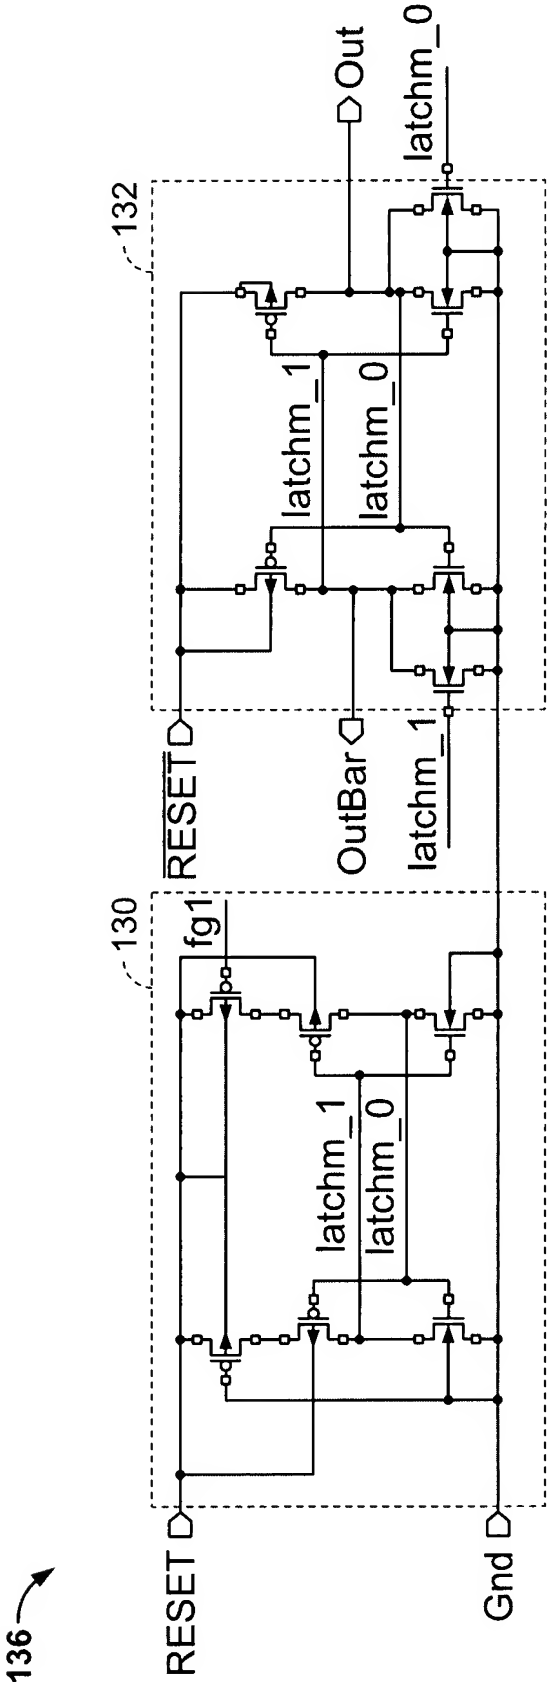 136
RESET
Gnd
130
fg1
latchm_1
latchm_0
RESET
OutBar
latchm_1
132
latchm_1
latchm_0
Out
latchm_0